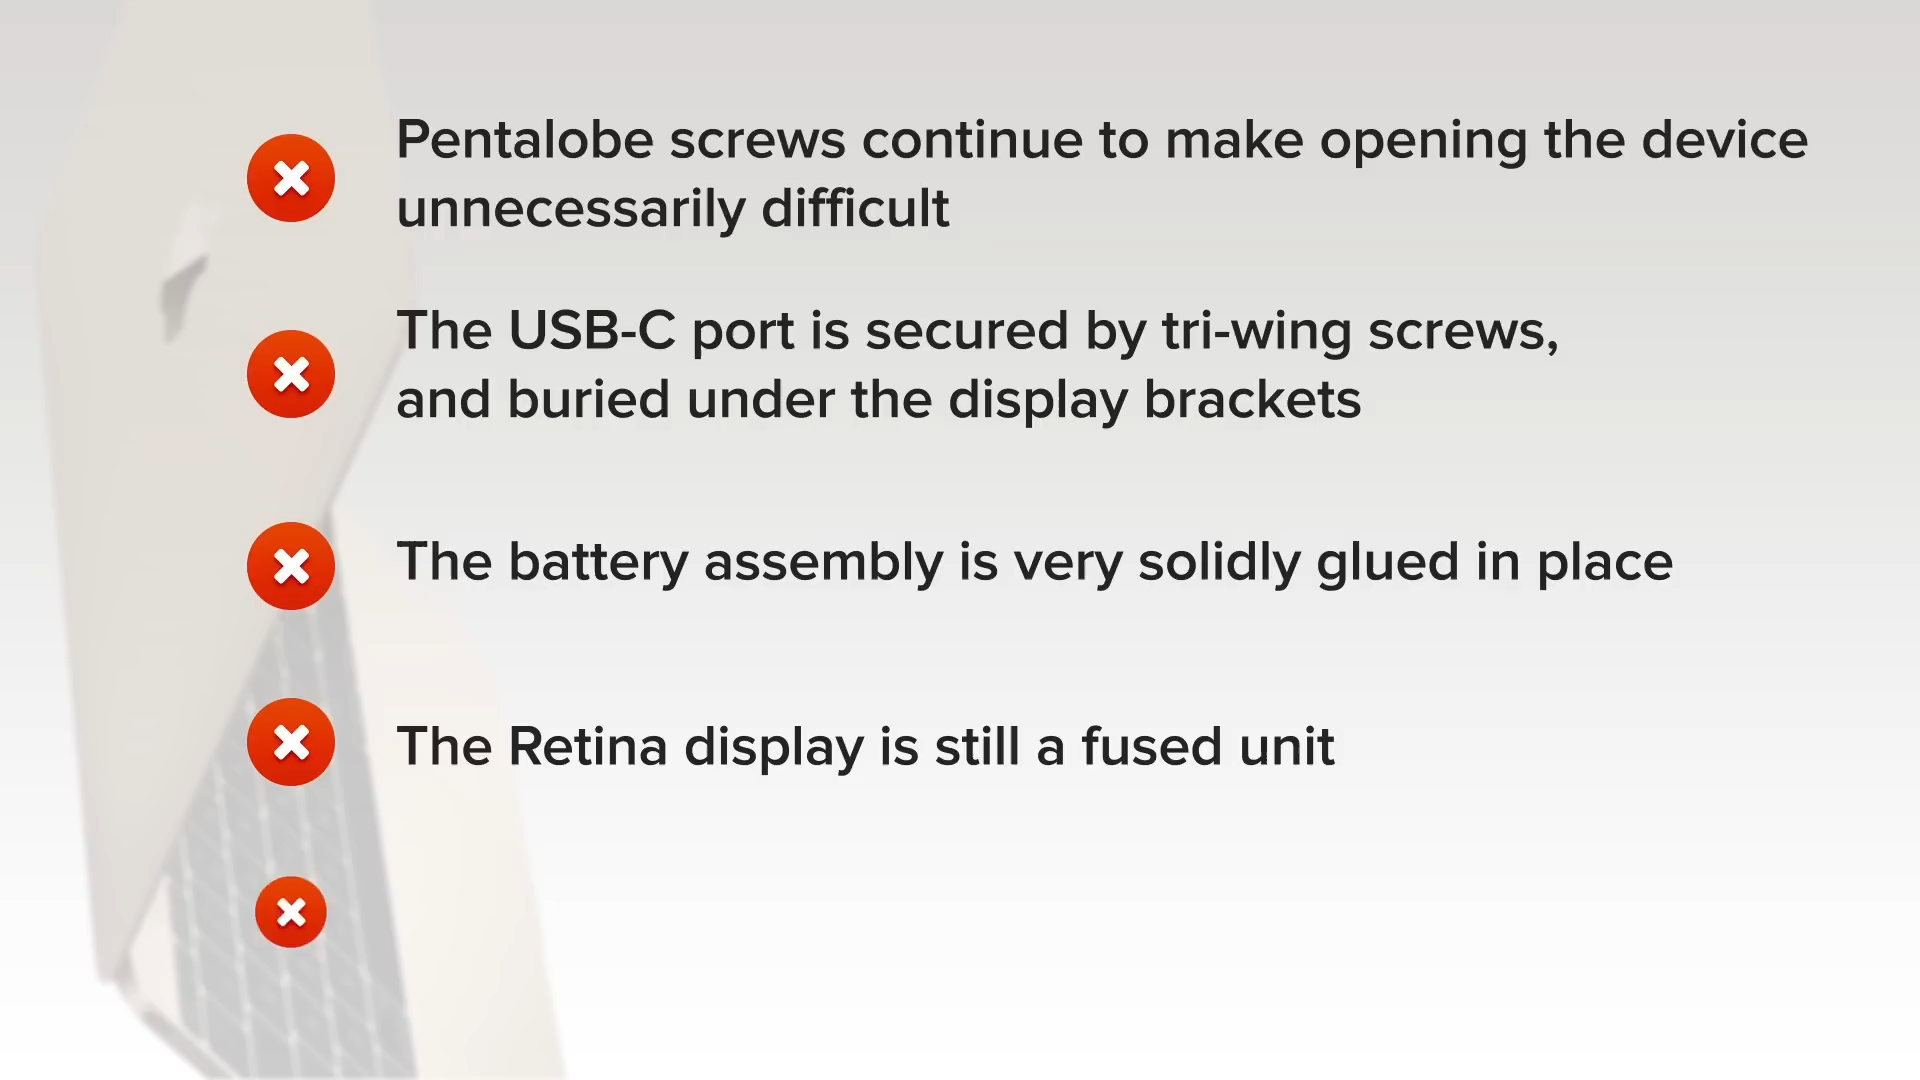 Pentalobe screws continue to make opening the device
unnecessarily difficult
The USB-C port is secured by tri-wing screws,
and buried under the display brackets
The battery assembly is very solidly glued in place
The Retina display is still a fused unit